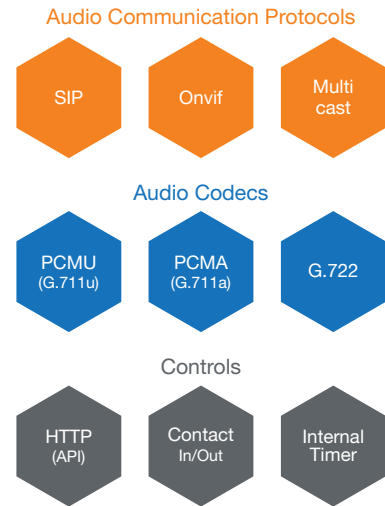 Audio Communication Protocols
SIP
Onvif
Multi
cast
Audio Codecs
PCMU
(G.711u)
PCMA
(G.711a)
G.722
Controls
HTTP
(API)
Contact
In/Out
Internal
Timer